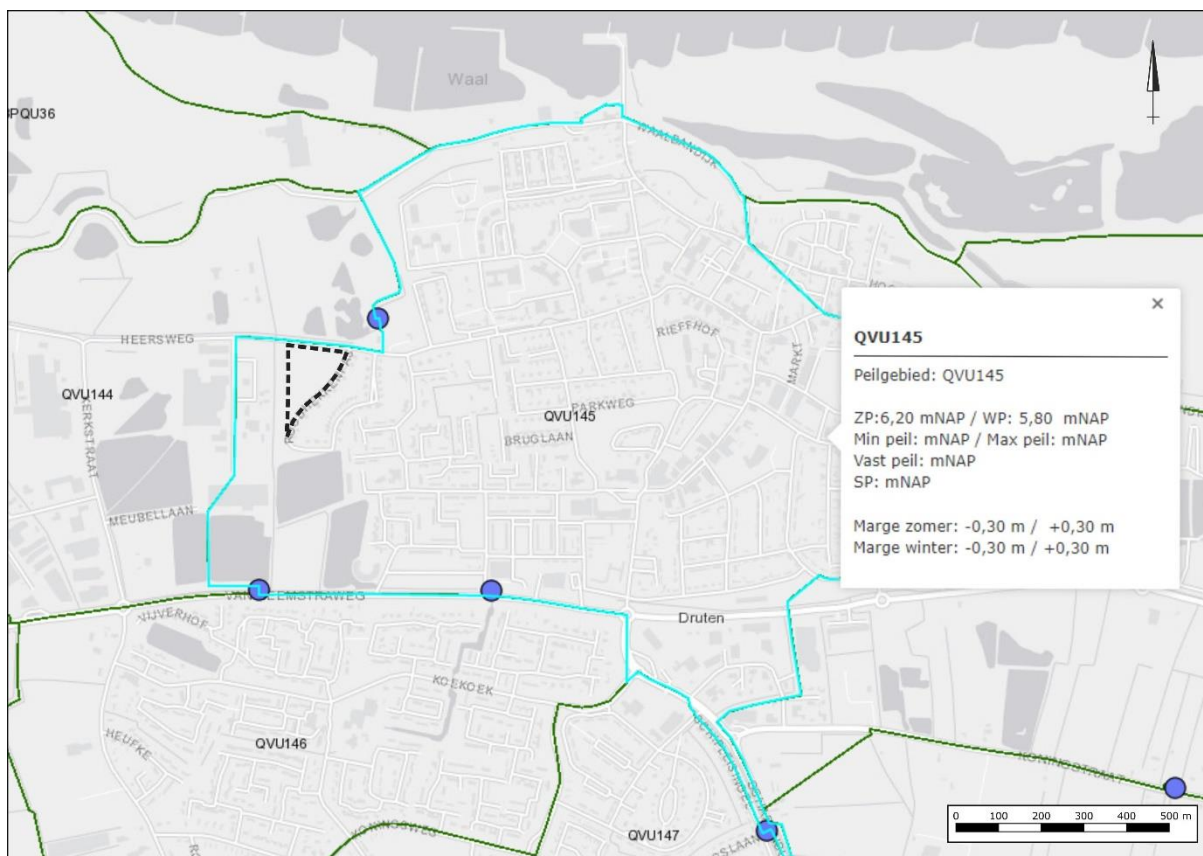 Waal
PQU36
WAALBANDIJK
HEERSWEG
×
QVU145
Peilgebied: QVU145
ZP:6,20 mNAP / WP: 5,80 mNAP
Min peil: mNAP / Max peil: mNAP
Vast peil: mNAP
SP: mNAP
Marge zomer: -0,30 m / +0,30 m
Marge winter: -0,30 m / +0,30 m
RIEFFHOF
MARKT
QVU144
KERKSTRAAT
PARKWEG
QVU145
BRUGLAAN
MEUBELLAAN
VAN HEEMSTRAWEG
VIJVERHOF
Druten
KOEKOEK
HEUFKE
QVU146
KONINGSTRAAT
KONINGSWEG
QVU147
0 100 200 300 400 500 m